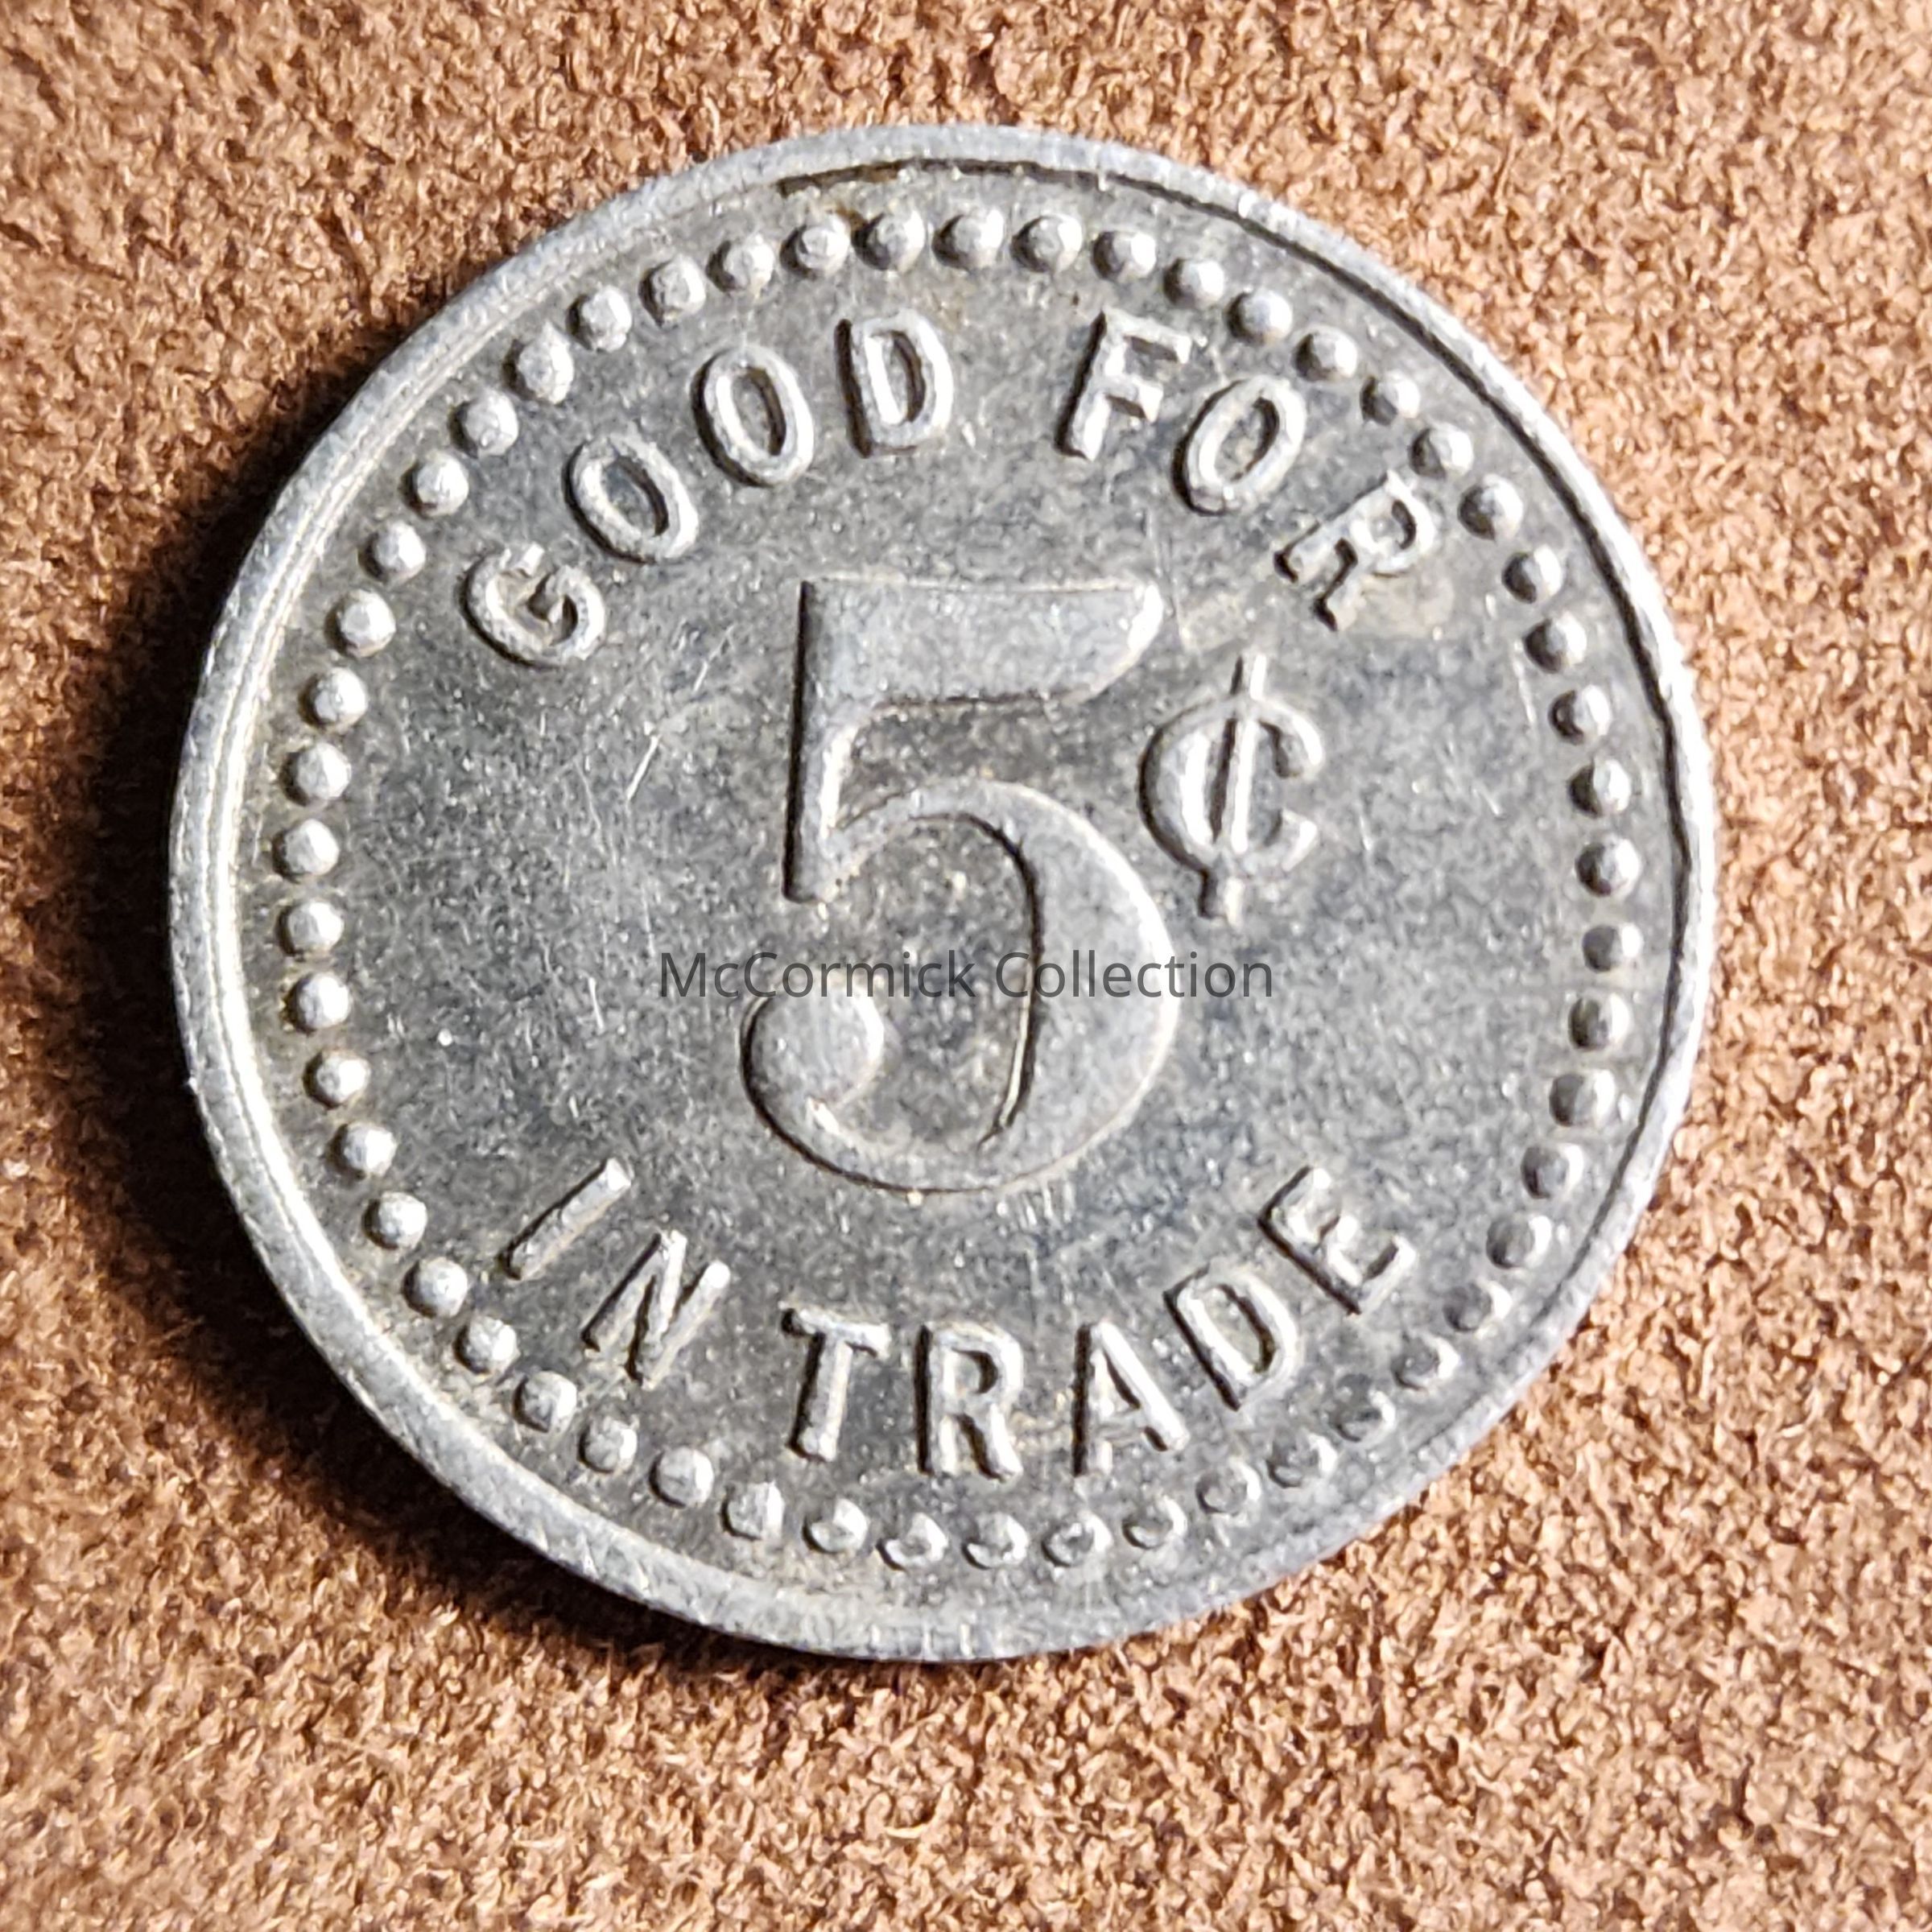 GOOD FOR
5¢
McCormick Collection
IN TRADE